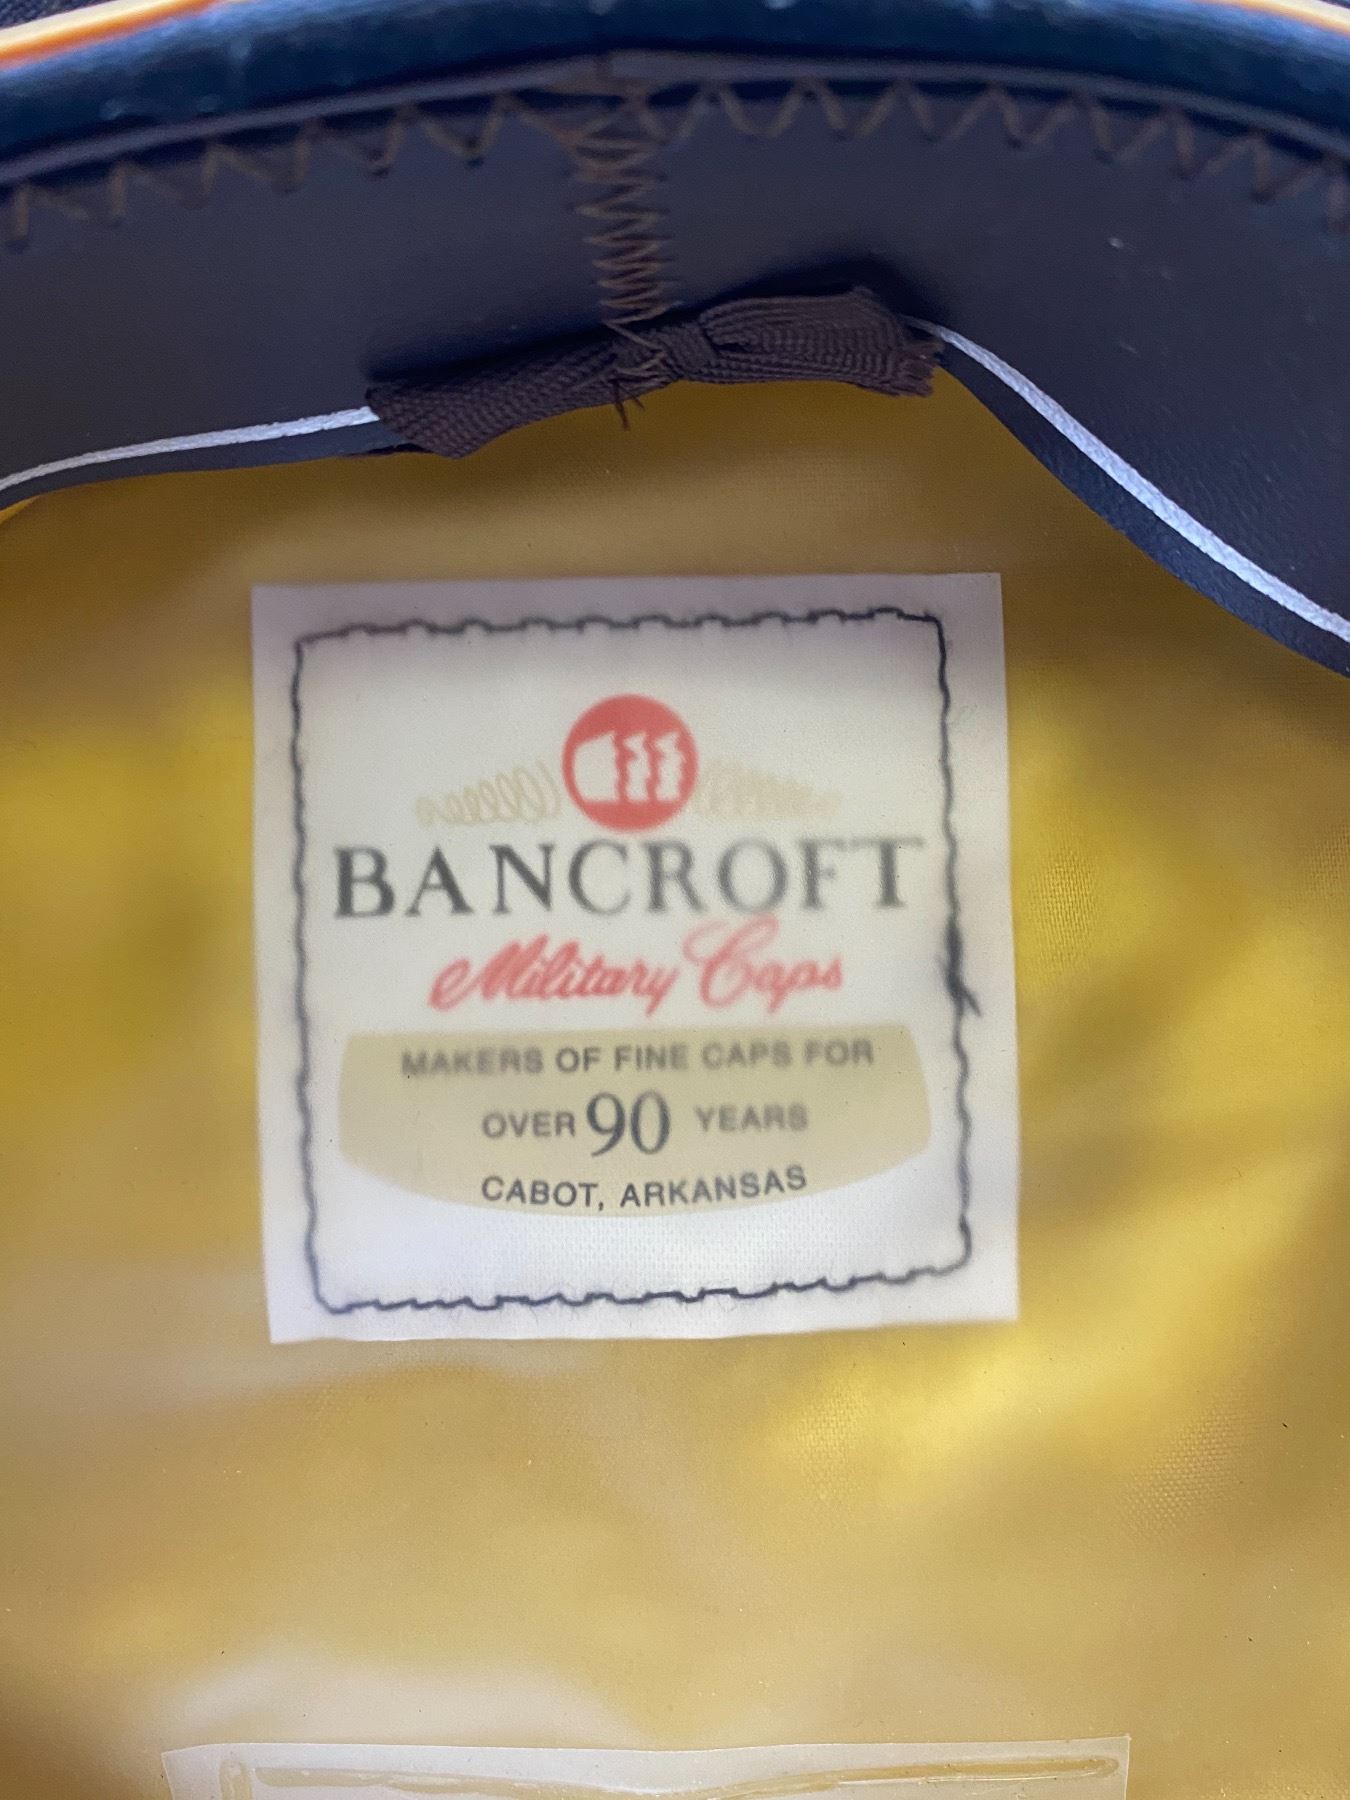 BANCROFT
Military Caps
MAKERS OF FINE CAPS FOR
OVER 90 YEARS
CABOT, ARKANSAS